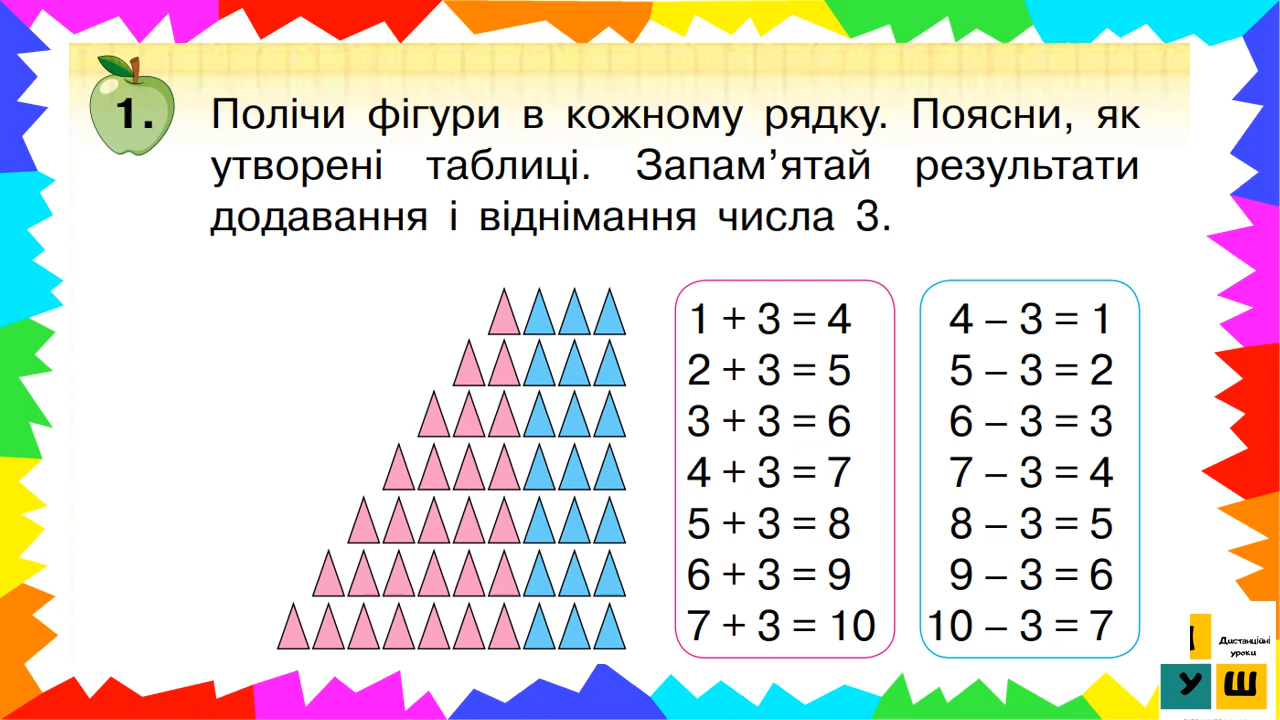 1.
Полічи фігури в кожному рядку. Поясни, як
утворені таблиці. Запам’ятай результати
додавання і віднімання числа 3.
1 + 3 = 4
2 + 3 = 5
3 + 3 = 6
4 + 3 = 7
5 + 3 = 8
6 + 3 = 9
7 + 3 = 10
4 – 3 = 1
5 – 3 = 2
6 – 3 = 3
7 – 3 = 4
8 – 3 = 5
9 – 3 = 6
10 – 3 = 7
Дистанційні
уроки
У Ш